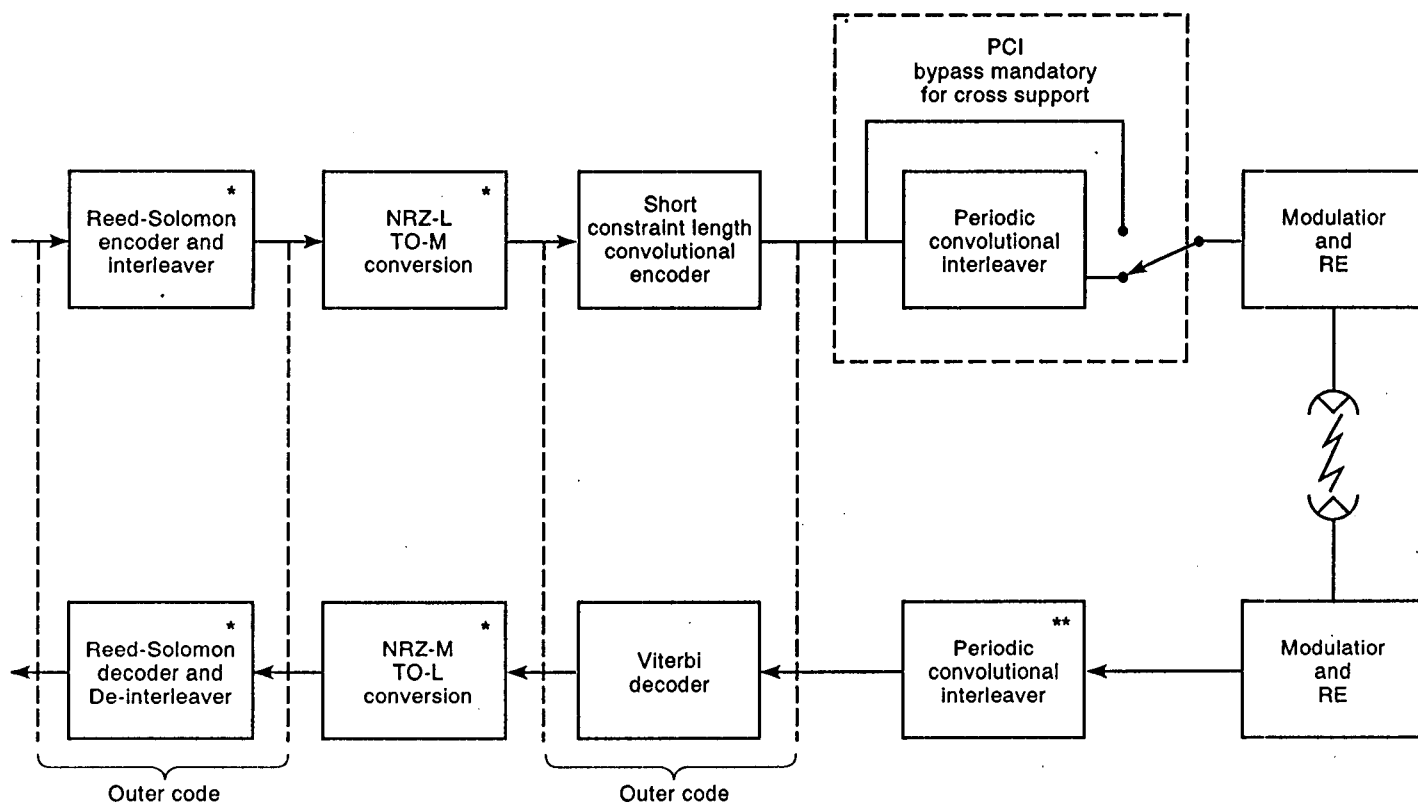 PCI
bypass mandatory
for cross support
*
Reed-Solomon
encoder and
interleaver
*
NRZ-L
TO-M
conversion
Short
constraint length
convolutional
encoder
Periodic
convolutional
interleaver
Modulatior
and
RE
*
Reed-Solomon
decoder and
De-interleaver
*
NRZ-M
TO-L
conversion
Viterbi
decoder
**
Periodic
convolutional
interleaver
Modulatior
and
RE
Outer code
Outer code